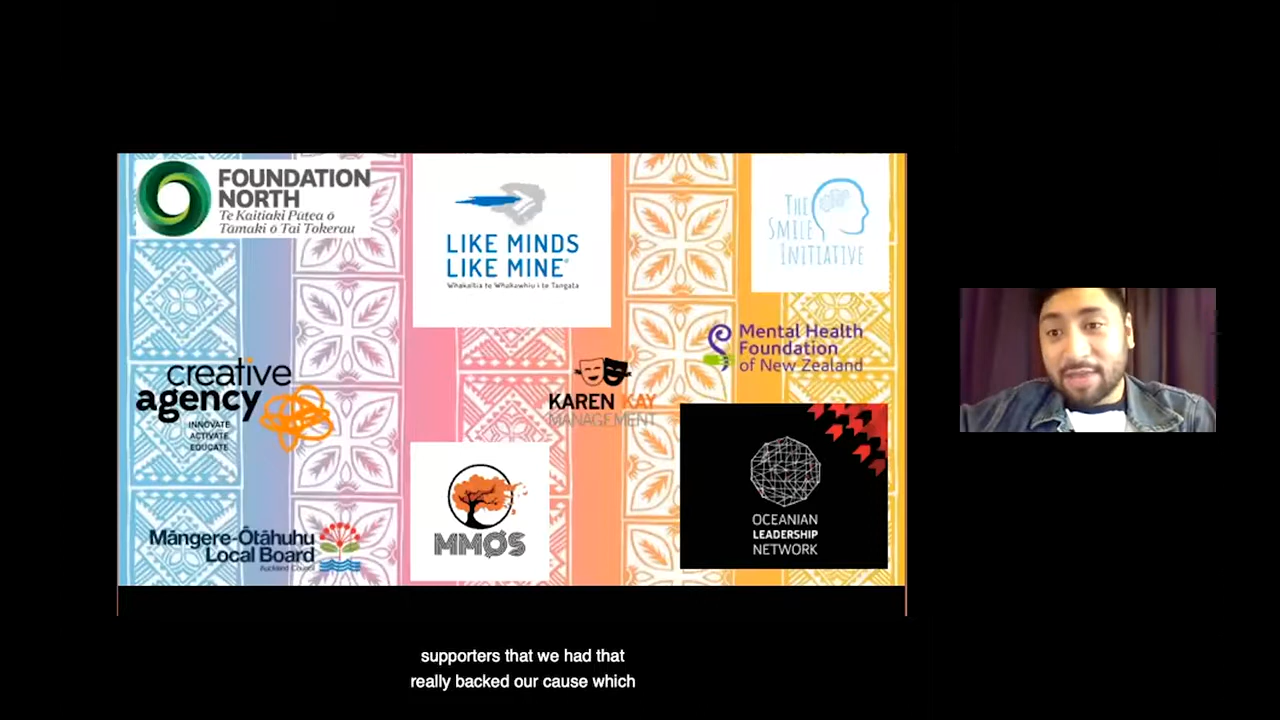 FOUNDATION
NORTH
Te Kaitiaki Pūtea ō
Tāmaki ō Tai Tokerau
LIKE MINDS
LIKE MINE®
Whakaitia te Whakawhiu i te Tangata
THE
SMILE
INITIATIVE
creative
agency
INNOVATE
ACTIVATE
EDUCATE
KAREN KAY
MANAGEMENT
Mental Health
Foundation
of New Zealand
Māngere-Ōtāhuhu
Local Board
Auckland Council
MMØS
OCEANIAN
LEADERSHIP
NETWORK
supporters that we had that
really backed our cause which